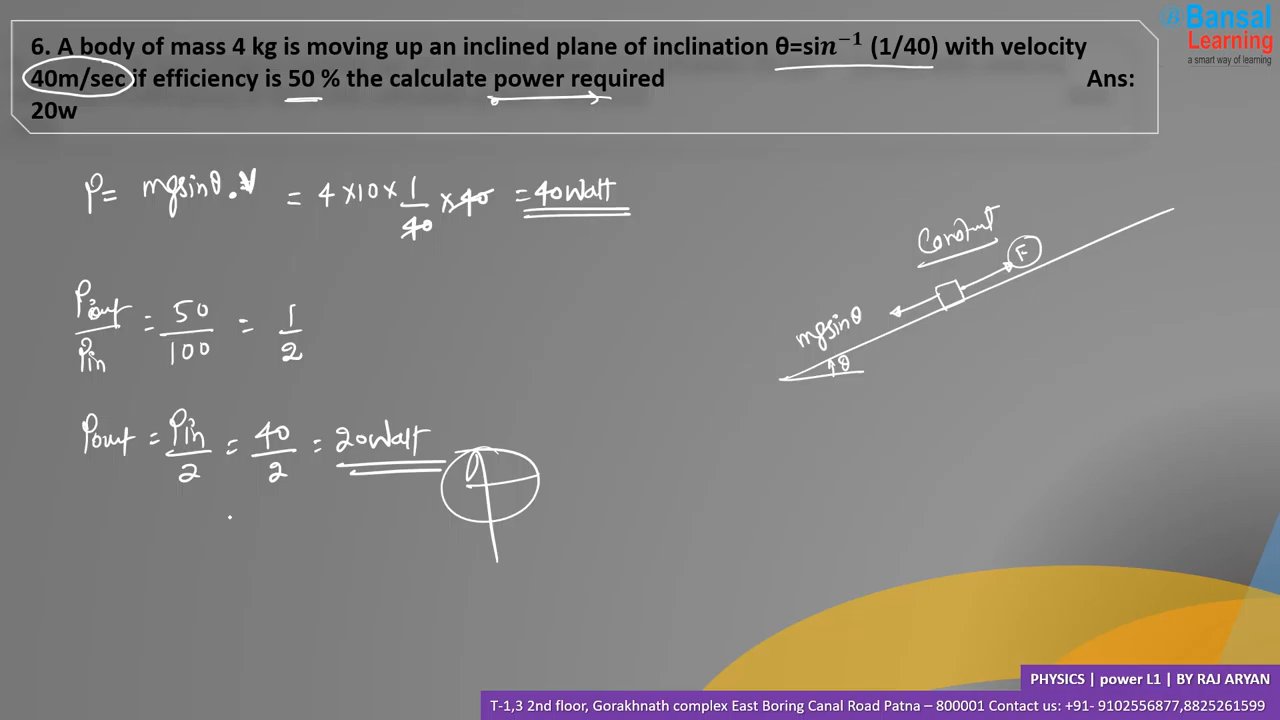 Bansal
Learning
a smart way of learning
6. A body of mass 4 kg is moving up an inclined plane of inclination θ=sin⁻¹ (1/40) with velocity
40m/sec if efficiency is 50 % the calculate power required Ans:
20w
P= mgsinθ.V = 4×10×1/40×40 = 40Watt
Constant
F
mgsinθ
θ
Pout/Pin = 50/100 = 1/2
Pout = Pin/2 = 40/2 = 20Watt
PHYSICS | power L1 | BY RAJ ARYAN
T-1,3 2nd floor, Gorakhnath complex East Boring Canal Road Patna – 800001 Contact us: +91- 9102556877,8825261599